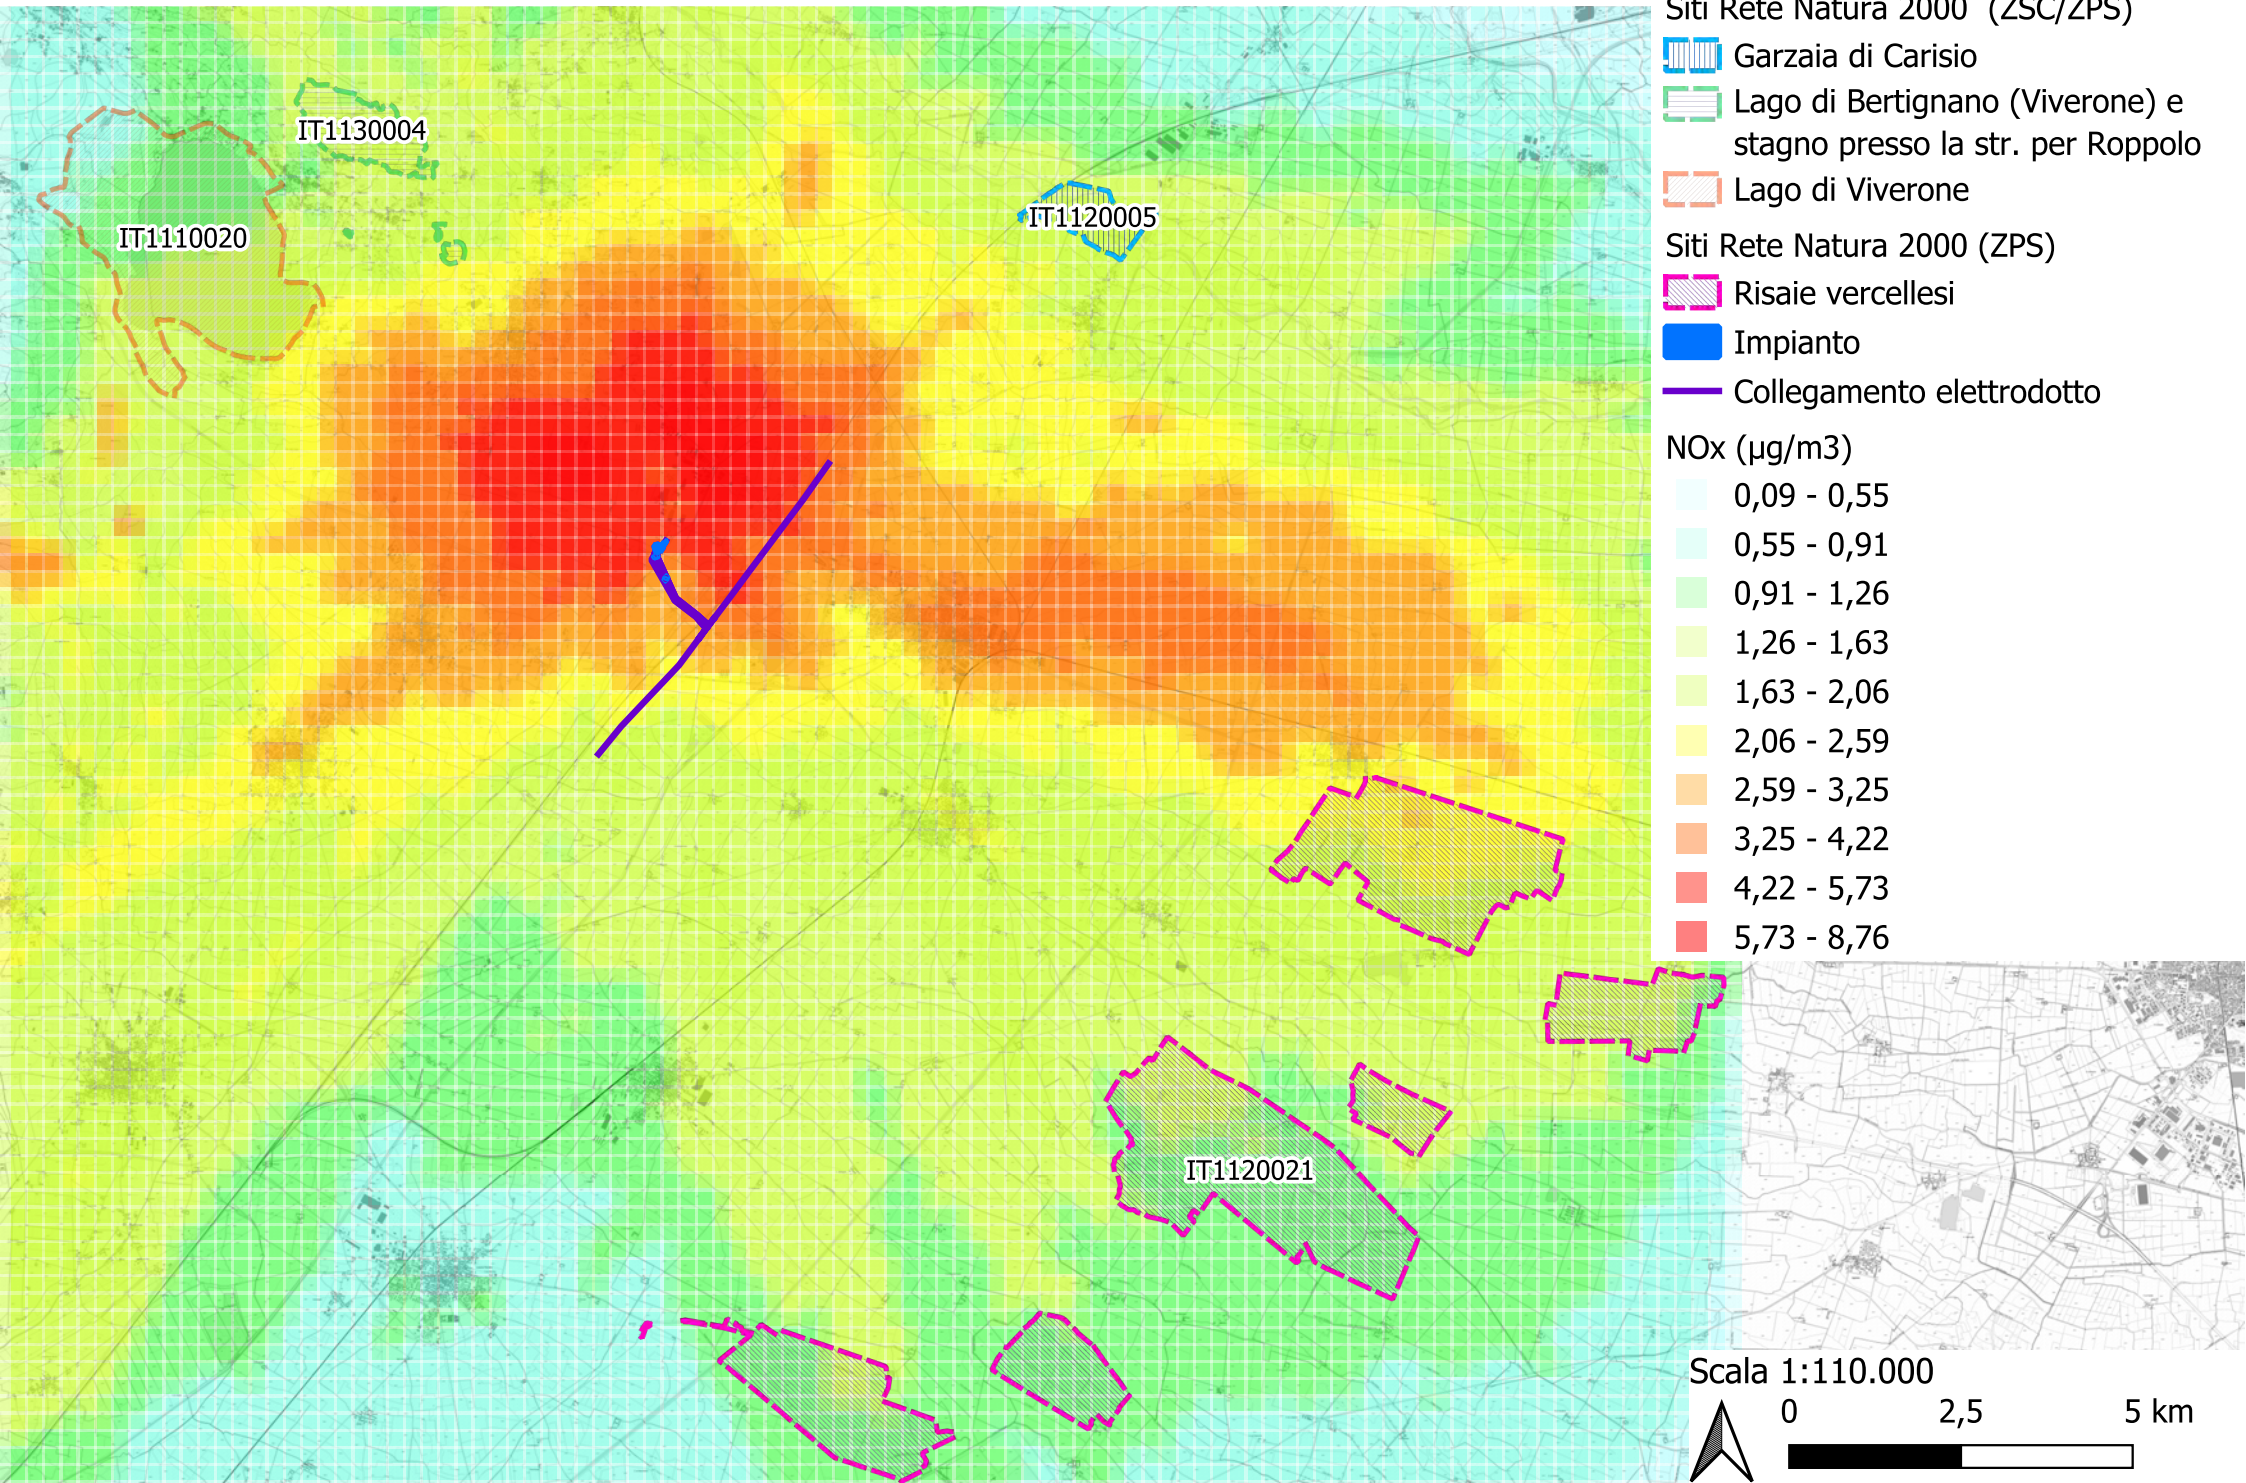 Siti Rete Natura 2000 (ZSC/ZPS)
Garzaia di Carisio
Lago di Bertignano (Viverone) e
stagno presso la str. per Roppolo
Lago di Viverone
Siti Rete Natura 2000 (ZPS)
Risaie vercellesi
Impianto
Collegamento elettrodotto
NOx (µg/m3)
0,09 - 0,55
0,55 - 0,91
0,91 - 1,26
1,26 - 1,63
1,63 - 2,06
2,06 - 2,59
2,59 - 3,25
3,25 - 4,22
4,22 - 5,73
5,73 - 8,76
IT1130004
IT1120005
IT1110020
IT1120021
Scala 1:110.000
0 2,5 5 km